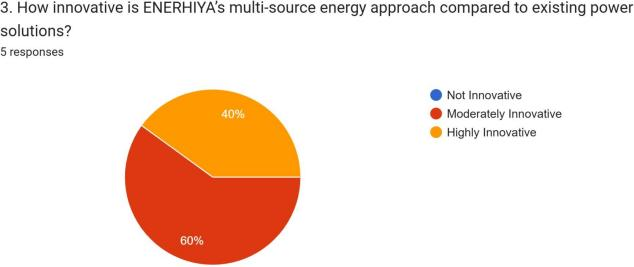 3. How innovative is ENERHIYA’s multi-source energy approach compared to existing power
solutions?
5 responses
Not Innovative
Moderately Innovative
Highly Innovative
40%
60%